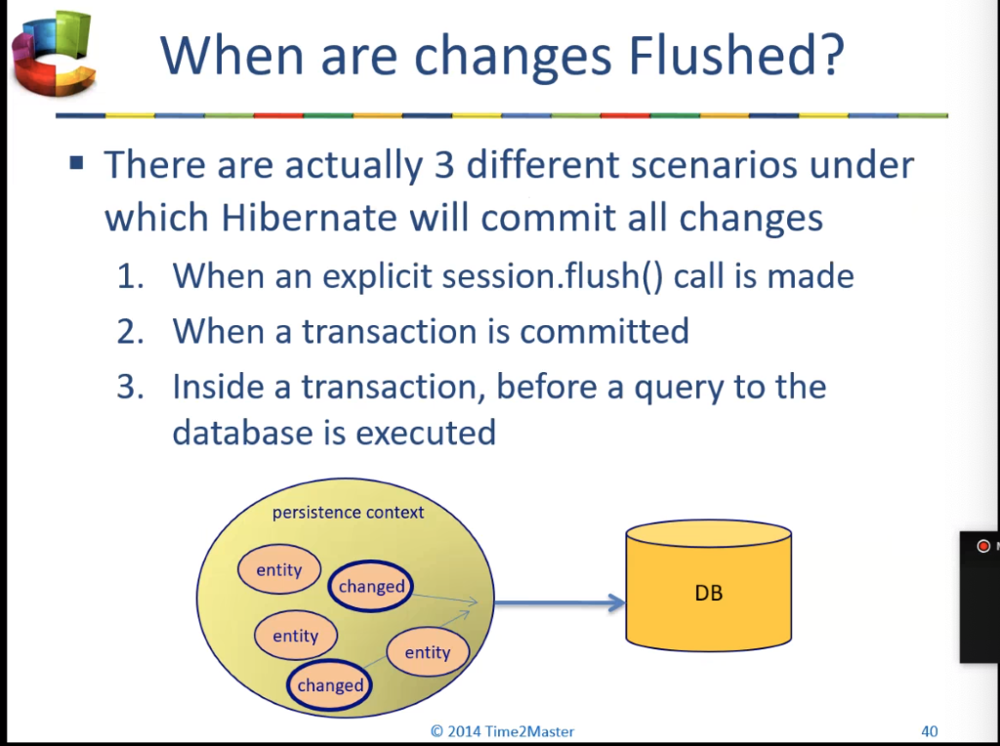 When are changes Flushed?
▪ There are actually 3 different scenarios under
which Hibernate will commit all changes
1. When an explicit session.flush() call is made
2. When a transaction is committed
3. Inside a transaction, before a query to the
database is executed
persistence context
entity
changed
entity
entity
changed
DB
© 2014 Time2Master
40